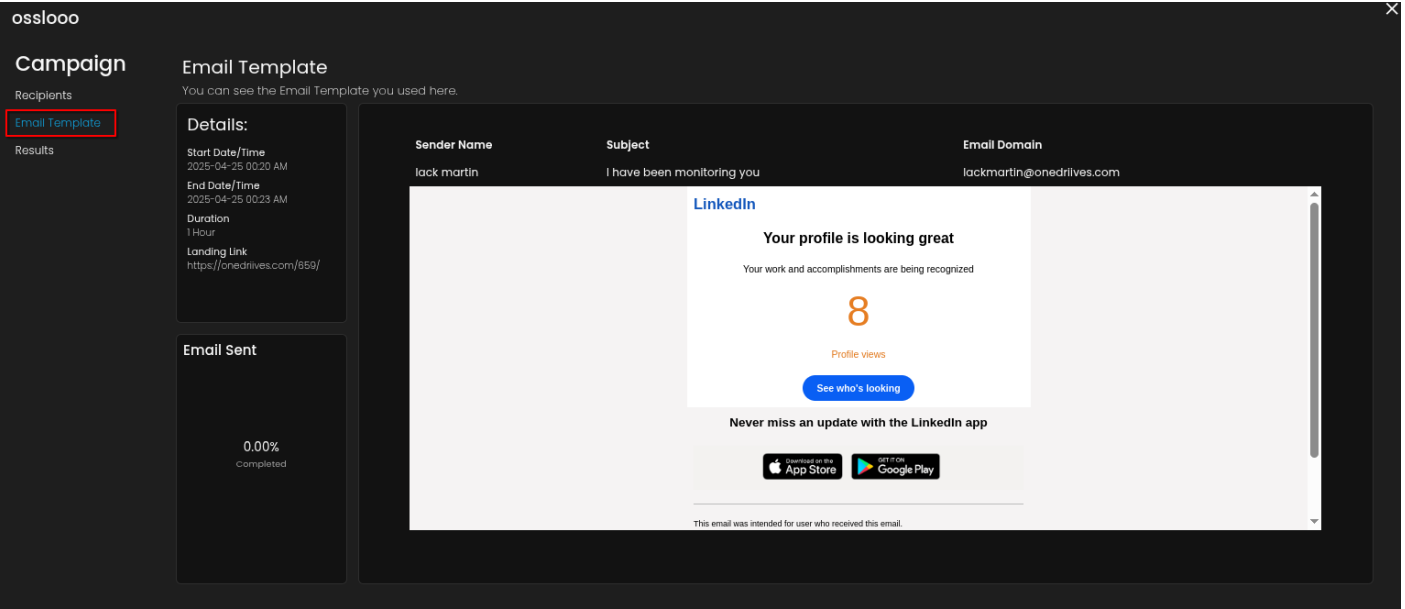 osslooo
Campaign
Recipients
Email Template
Results
Email Template
You can see the Email Template you used here.
Details:
Start Date/Time
2025-04-25 00:20 AM
End Date/Time
2025-04-25 00:23 AM
Duration
1 Hour
Landing Link
https://onedriives.com/659/
Email Sent
0.00%
Completed
Sender Name Subject Email Domain
lack martin I have been monitoring you lackmartin@onedriives.com
LinkedIn
Your profile is looking great
Your work and accomplishments are being recognized
8
Profile views
See who's looking
Never miss an update with the LinkedIn app
Download on the
App Store
GET IT ON
Google Play
This email was intended for user who received this email.